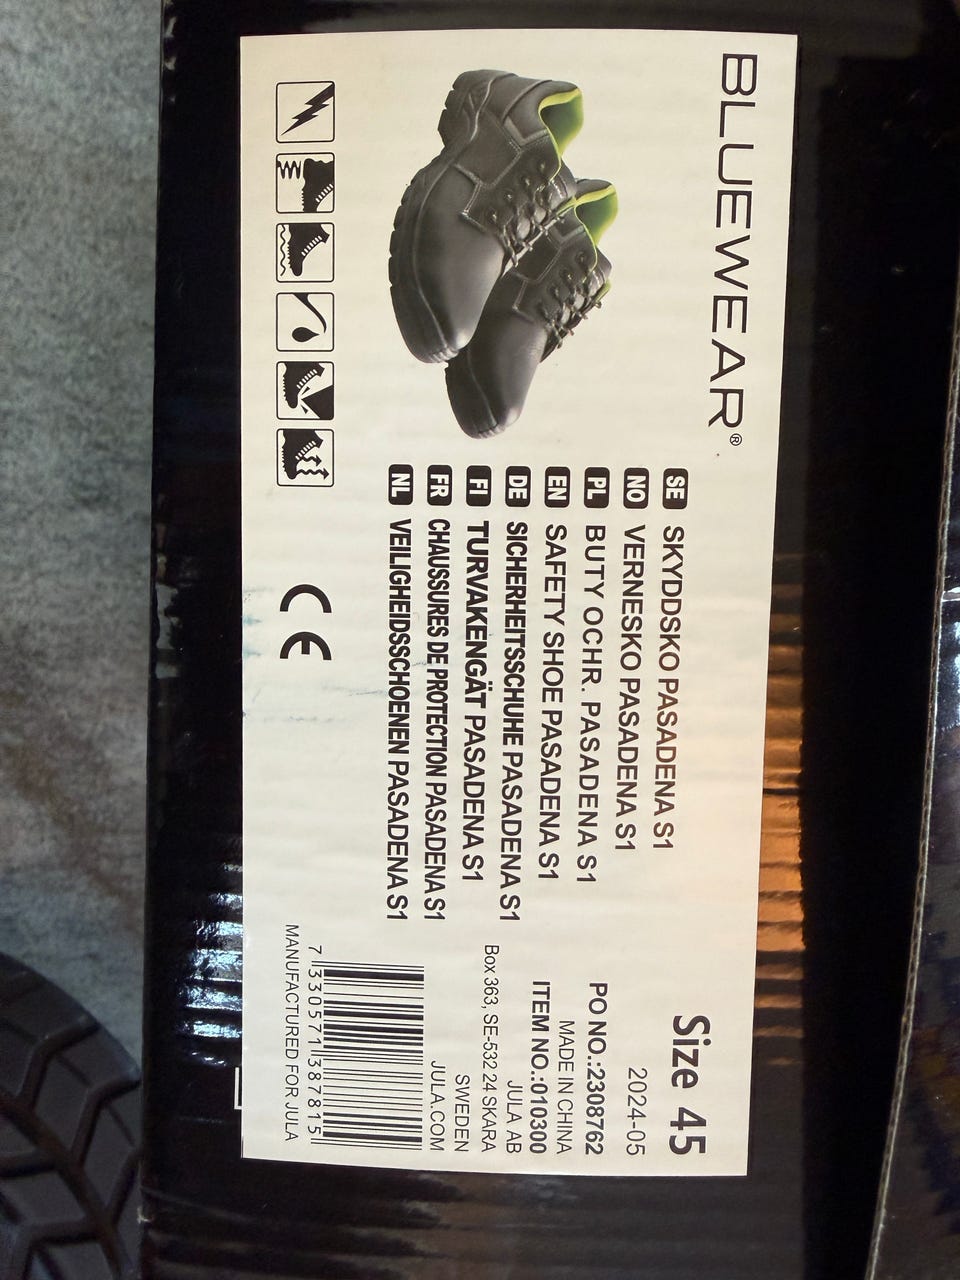 BLUEWEAR®
SE SKYDDSKO PASADENA S1
NO VERNESKO PASADENA S1
PL BUTY OCHR. PASADENA S1
EN SAFETY SHOE PASADENA S1
DE SICHERHEITSSCHUHE PASADENA S1
FI TURVAKENGÄT PASADENA S1
FR CHAUSSURES DE PROTECTION PASADENA S1
NL VEILIGHEIDSSCHOENEN PASADENA S1
CE
Size 45
2024-05
PO NO.:2308762
MADE IN CHINA
ITEM NO.:010300
JULA AB
Box 363, SE-532 24 SKARA
SWEDEN
JULA.COM
7 330571 387815
MANUFACTURED FOR JULA